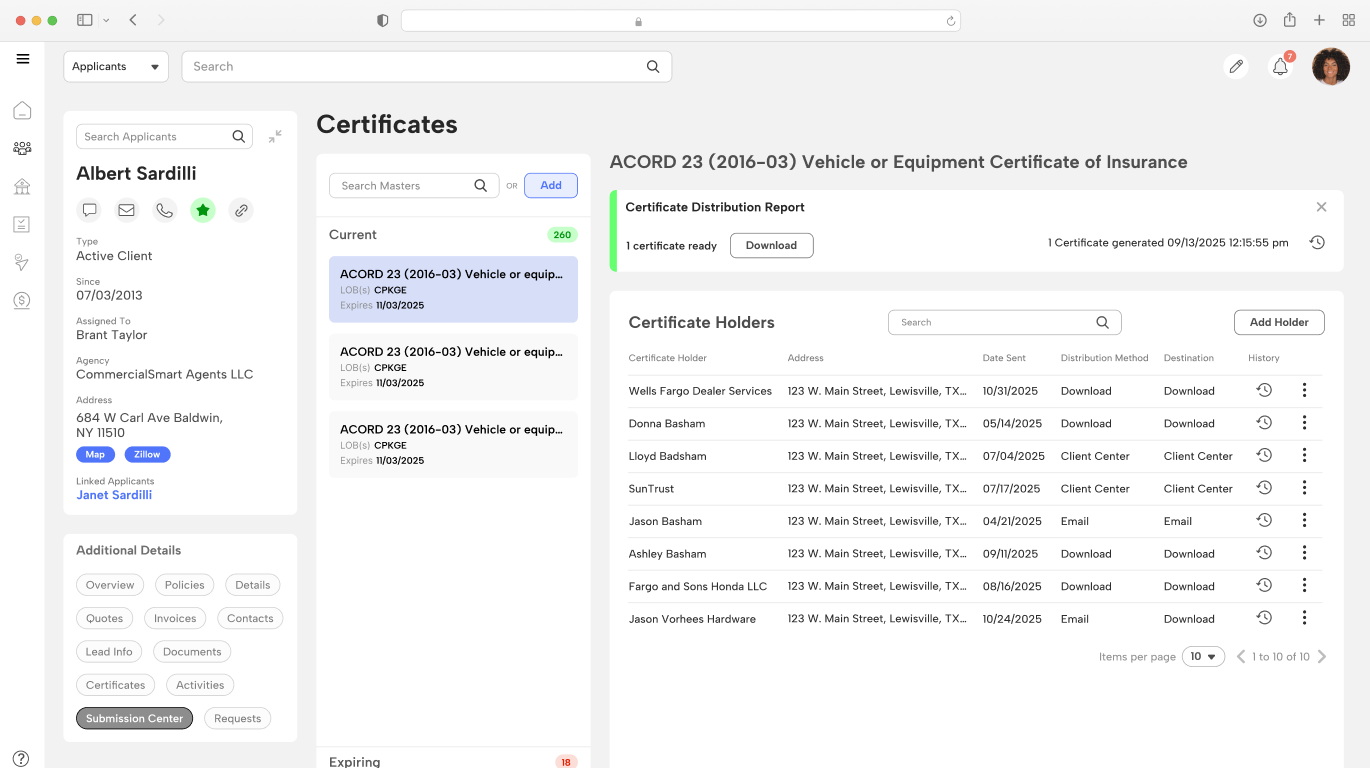 Applicants
Search
7
Search Applicants
Albert Sardilli
Type
Active Client
Since
07/03/2013
Assigned To
Brant Taylor
Agency
CommercialSmart Agents LLC
Address
684 W Carl Ave Baldwin,
NY 11510
Map Zillow
Linked Applicants
Janet Sardilli
Additional Details
Overview Policies Details
Quotes Invoices Contacts
Lead Info Documents
Certificates Activities
Submission Center Requests
Certificates
Search Masters OR Add
Current 260
ACORD 23 (2016-03) Vehicle or equip...
LOB(s) CPKGE
Expires 11/03/2025
ACORD 23 (2016-03) Vehicle or equip...
LOB(s) CPKGE
Expires 11/03/2025
ACORD 23 (2016-03) Vehicle or equip...
LOB(s) CPKGE
Expires 11/03/2025
Expiring 18
ACORD 23 (2016-03) Vehicle or Equipment Certificate of Insurance
Certificate Distribution Report
1 certificate ready Download 1 Certificate generated 09/13/2025 12:15:55 pm
Certificate Holders Search Add Holder
Certificate Holder Address Date Sent Distribution Method Destination History
Wells Fargo Dealer Services 123 W. Main Street, Lewisville, TX... 10/31/2025 Download Download
Donna Basham 123 W. Main Street, Lewisville, TX... 05/14/2025 Download Download
Lloyd Badsham 123 W. Main Street, Lewisville, TX... 07/04/2025 Client Center Client Center
SunTrust 123 W. Main Street, Lewisville, TX... 07/17/2025 Client Center Client Center
Jason Basham 123 W. Main Street, Lewisville, TX... 04/21/2025 Email Email
Ashley Basham 123 W. Main Street, Lewisville, TX... 09/11/2025 Download Download
Fargo and Sons Honda LLC 123 W. Main Street, Lewisville, TX... 08/16/2025 Download Download
Jason Vorhees Hardware 123 W. Main Street, Lewisville, TX... 10/24/2025 Email Download
Items per page 10 1 to 10 of 10